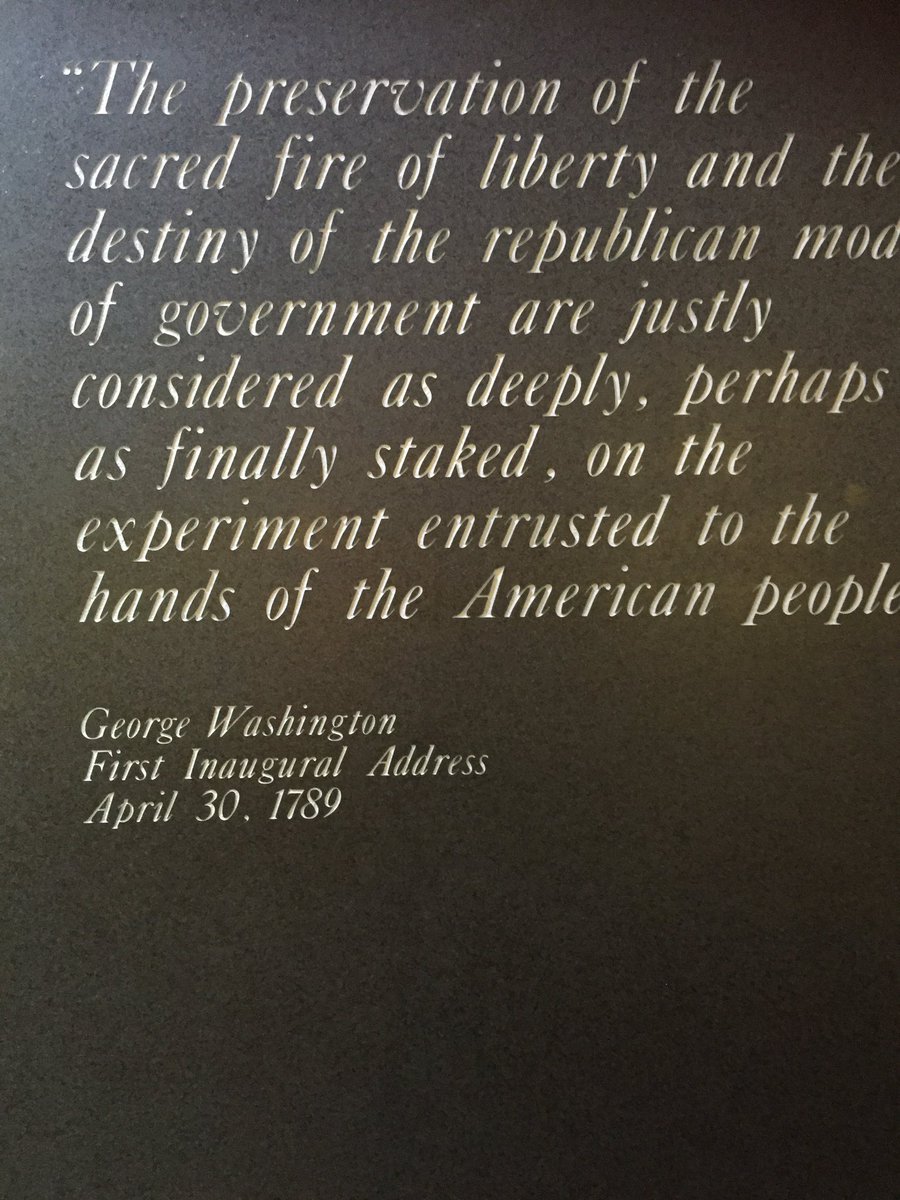 “The preservation of the
sacred fire of liberty and the
destiny of the republican mod
of government are justly
considered as deeply, perhaps
as finally staked, on the
experiment entrusted to the
hands of the American people
George Washington
First Inaugural Address
April 30, 1789